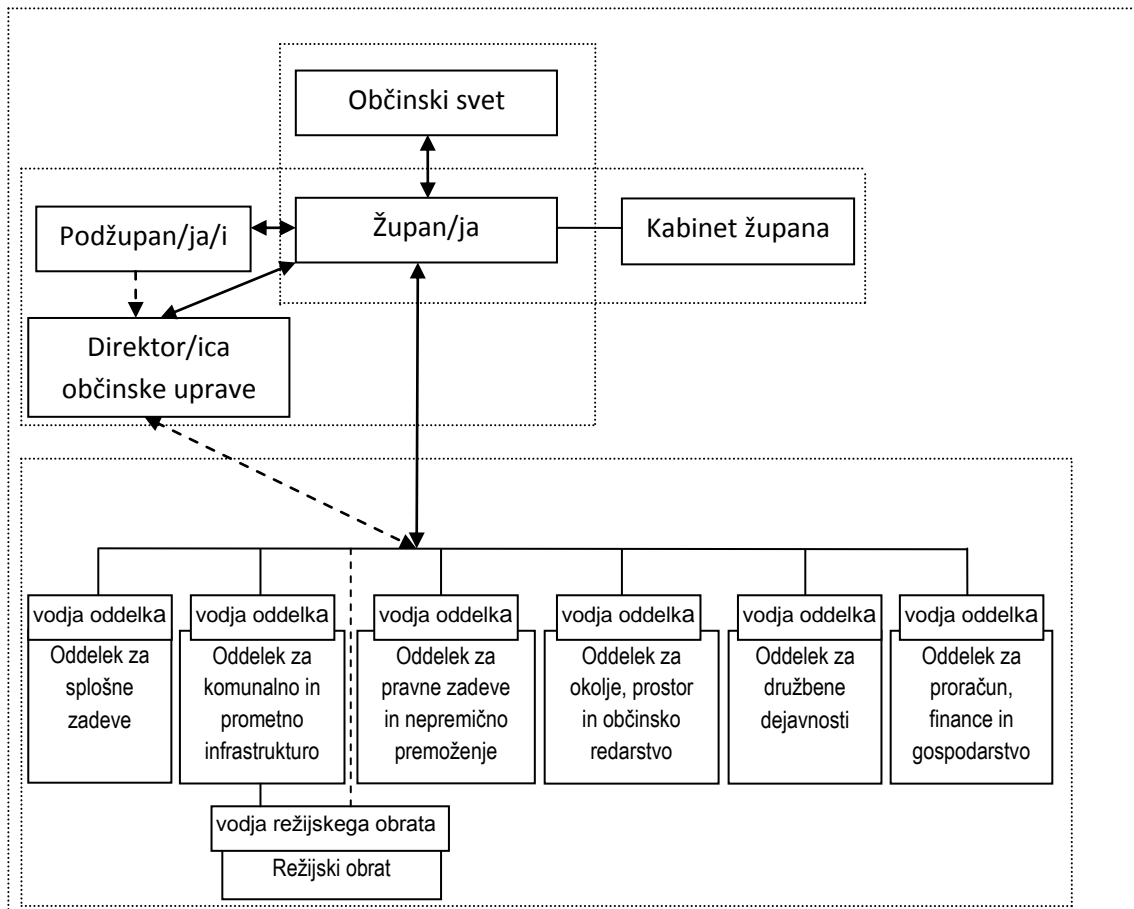 Občinski svet
Podžupan/ja/i
Župan/ja
Kabinet župana
Direktor/ica
občinske uprave
vodja oddelka
Oddelek za
splošne
zadeve
vodja oddelka
Oddelek za
komunalno in
prometno
infrastrukturo
vodja oddelka
Oddelek za
pravne zadeve
in nepremično
premoženje
vodja oddelka
Oddelek za
okolje, prostor
in občinsko
redarstvo
vodja oddelka
Oddelek za
družbene
dejavnosti
vodja oddelka
Oddelek za
proračun,
finance in
gospodarstvo
vodja režijskega obrata
Režijski obrat